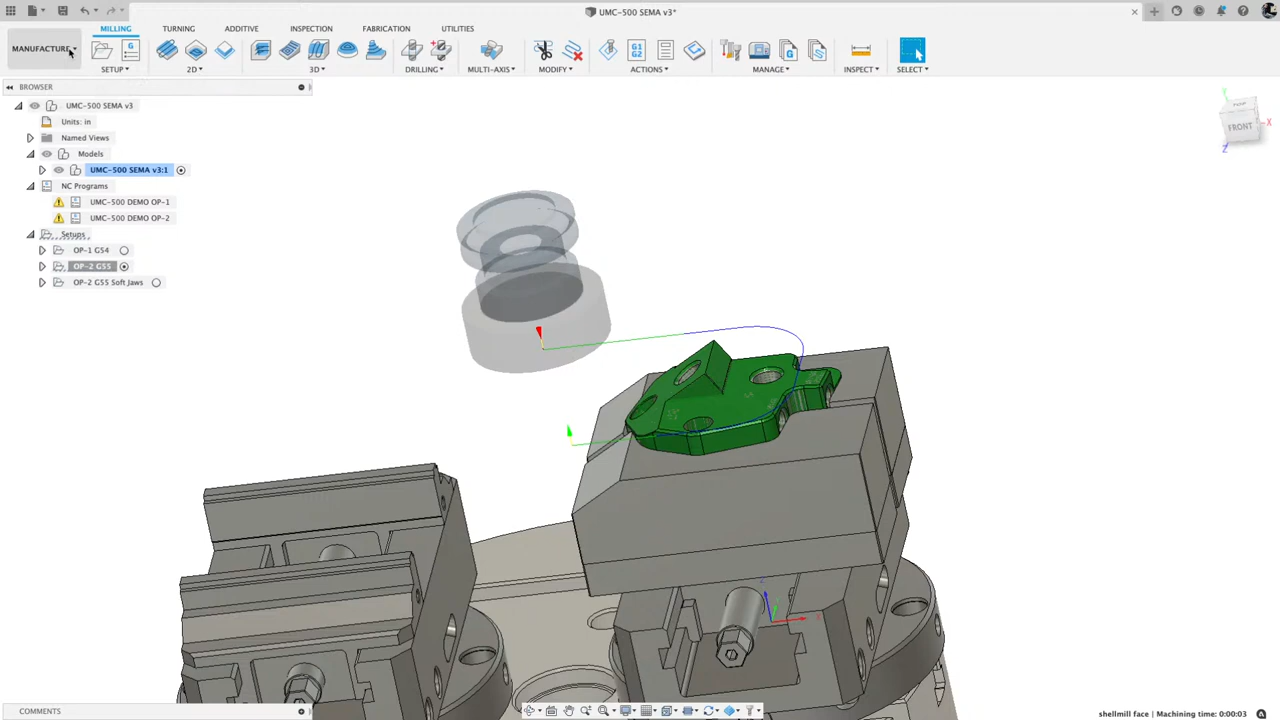 UMC-500 SEMA v3*
MILLING TURNING ADDITIVE INSPECTION FABRICATION UTILITIES
MANUFACTURE
G
G1
G2
G
SETUP 2D 3D DRILLING MULTI-AXIS MODIFY ACTIONS MANAGE INSPECT SELECT
BROWSER
UMC-500 SEMA v3
Units: in
Named Views
Models
UMC-500 SEMA v3:1
NC Programs
UMC-500 DEMO OP-1
UMC-500 DEMO OP-2
Setups
OP-1 G54
OP-2 G55
OP-2 G55 Soft Jaws
Y
TOP
FRONT
X
Z
Z
X
COMMENTS
shellmill face | Machining time: 0:00:03